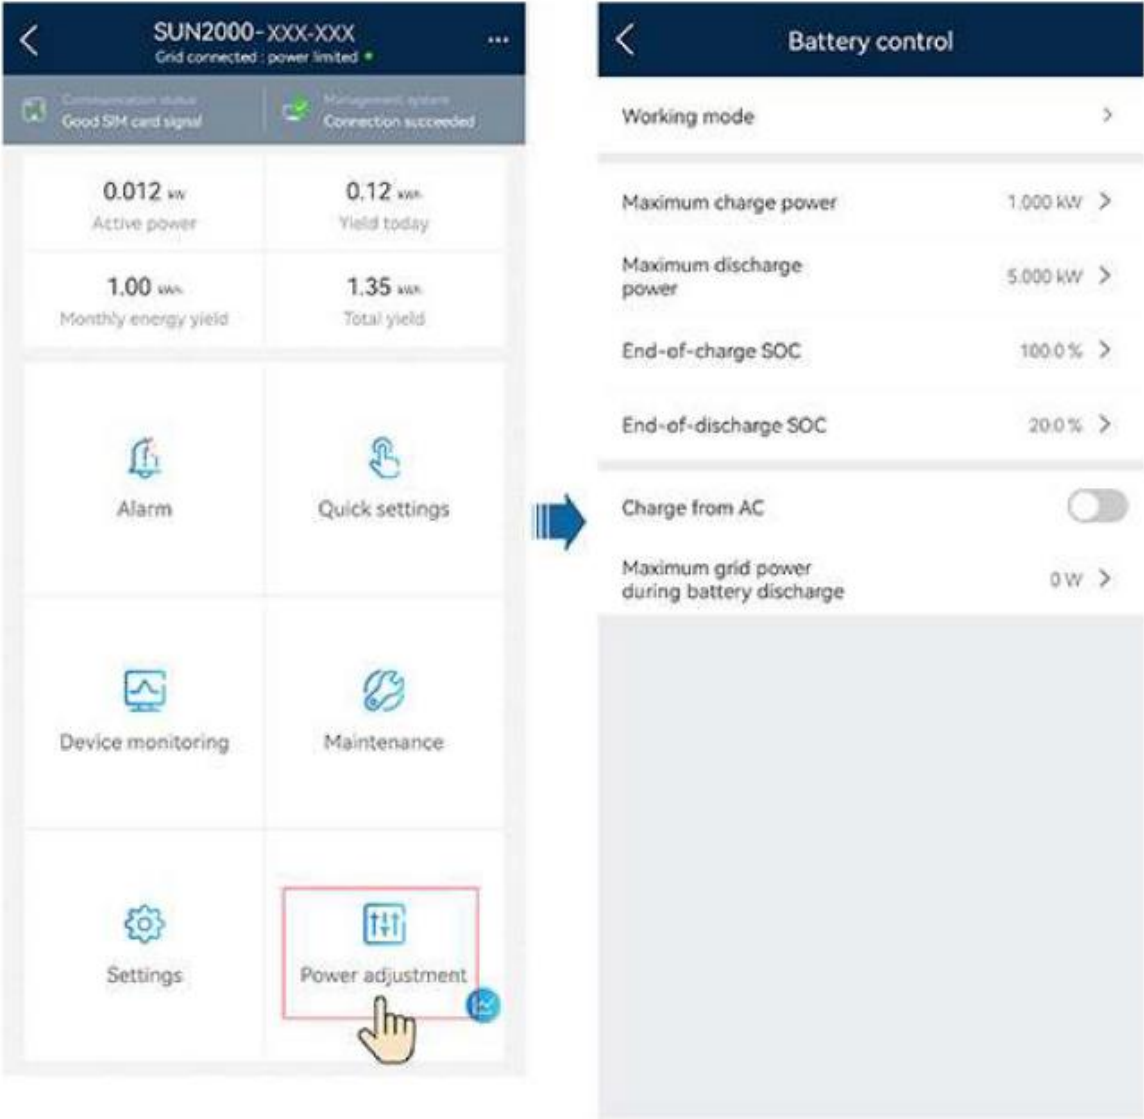 SUN2000-XXX-XXX
Grid connected : power limited
Communication status
Good SIM card signal
Management system
Connection succeeded
0.012 kW
Active power
0.12 kWh
Yield today
1.00 kWh
Monthly energy yield
1.35 kWh
Total yield
Alarm
Quick settings
Device monitoring
Maintenance
Settings
Power adjustment
Battery control
Working mode
Maximum charge power
1.000 kW
Maximum discharge
power
5.000 kW
End-of-charge SOC
100.0 %
End-of-discharge SOC
20.0 %
Charge from AC
Maximum grid power
during battery discharge
0 W